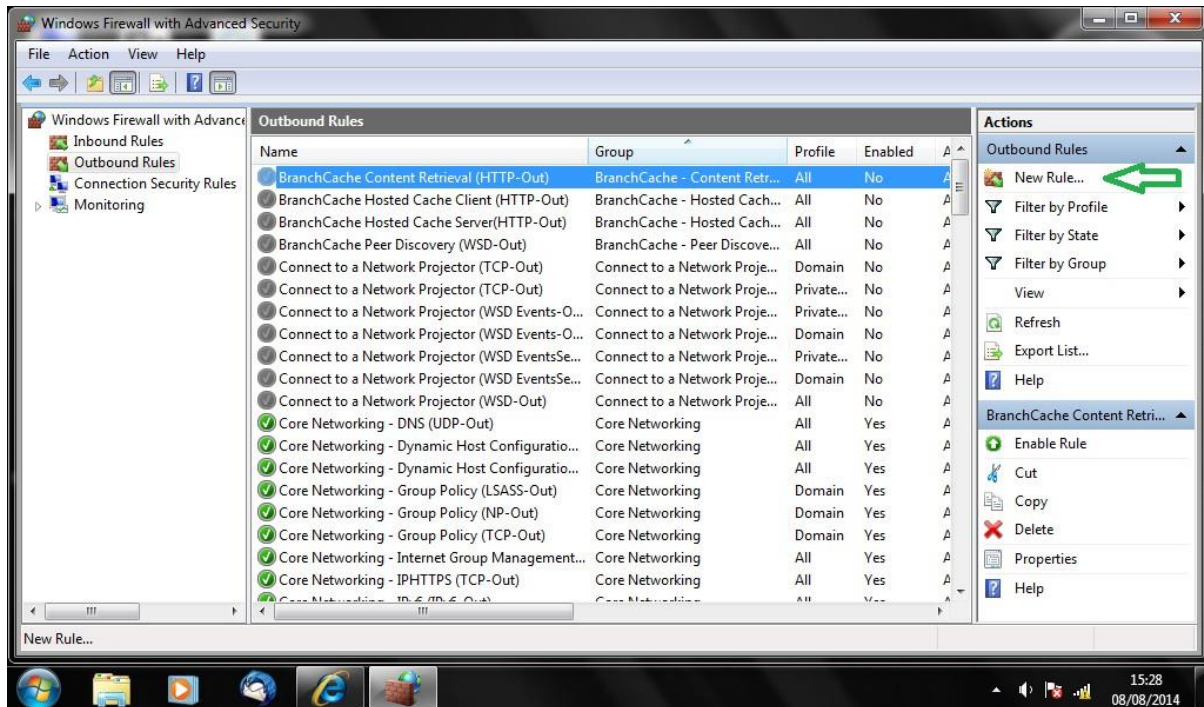 Windows Firewall with Advanced Security
File Action View Help
Windows Firewall with Advance
Inbound Rules
Outbound Rules
Connection Security Rules
Monitoring
Outbound Rules
Name Group Profile Enabled A
BranchCache Content Retrieval (HTTP-Out) BranchCache - Content Retr... All No A
BranchCache Hosted Cache Client (HTTP-Out) BranchCache - Hosted Cach... All No A
BranchCache Hosted Cache Server(HTTP-Out) BranchCache - Hosted Cach... All No A
BranchCache Peer Discovery (WSD-Out) BranchCache - Peer Discove... All No A
Connect to a Network Projector (TCP-Out) Connect to a Network Proje... Domain No A
Connect to a Network Projector (TCP-Out) Connect to a Network Proje... Private... No A
Connect to a Network Projector (WSD Events-O... Connect to a Network Proje... Private... No A
Connect to a Network Projector (WSD Events-O... Connect to a Network Proje... Domain No A
Connect to a Network Projector (WSD EventsSe... Connect to a Network Proje... Private... No A
Connect to a Network Projector (WSD EventsSe... Connect to a Network Proje... Domain No A
Connect to a Network Projector (WSD-Out) Connect to a Network Proje... All No A
Core Networking - DNS (UDP-Out) Core Networking All Yes A
Core Networking - Dynamic Host Configuratio... Core Networking All Yes A
Core Networking - Dynamic Host Configuratio... Core Networking All Yes A
Core Networking - Group Policy (LSASS-Out) Core Networking Domain Yes A
Core Networking - Group Policy (NP-Out) Core Networking Domain Yes A
Core Networking - Group Policy (TCP-Out) Core Networking Domain Yes A
Core Networking - Internet Group Management... Core Networking All Yes A
Core Networking - IPHTTPS (TCP-Out) Core Networking All Yes A
Core Networking - IPv6 (IPv6-Out) Core Networking All Yes A
Actions
Outbound Rules
New Rule...
Filter by Profile
Filter by State
Filter by Group
View
Refresh
Export List...
Help
BranchCache Content Retri...
Enable Rule
Cut
Copy
Delete
Properties
Help
New Rule...
15:28
08/08/2014